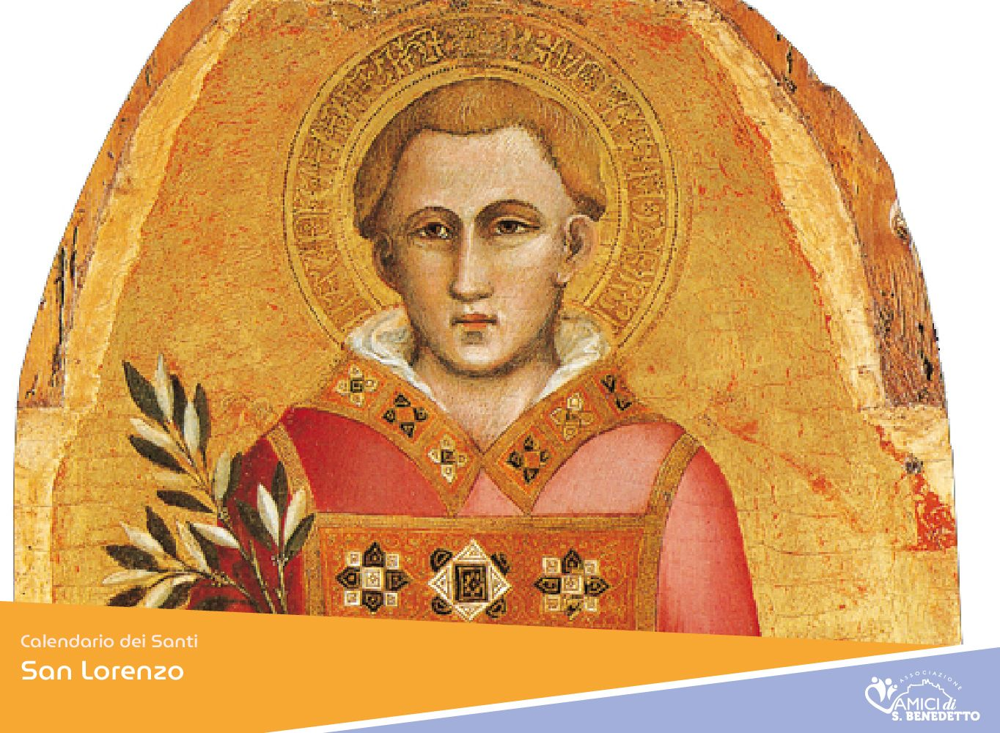 Calendario dei Santi
San Lorenzo
ASSOCIAZIONE
AMICI di
S. BENEDETTO